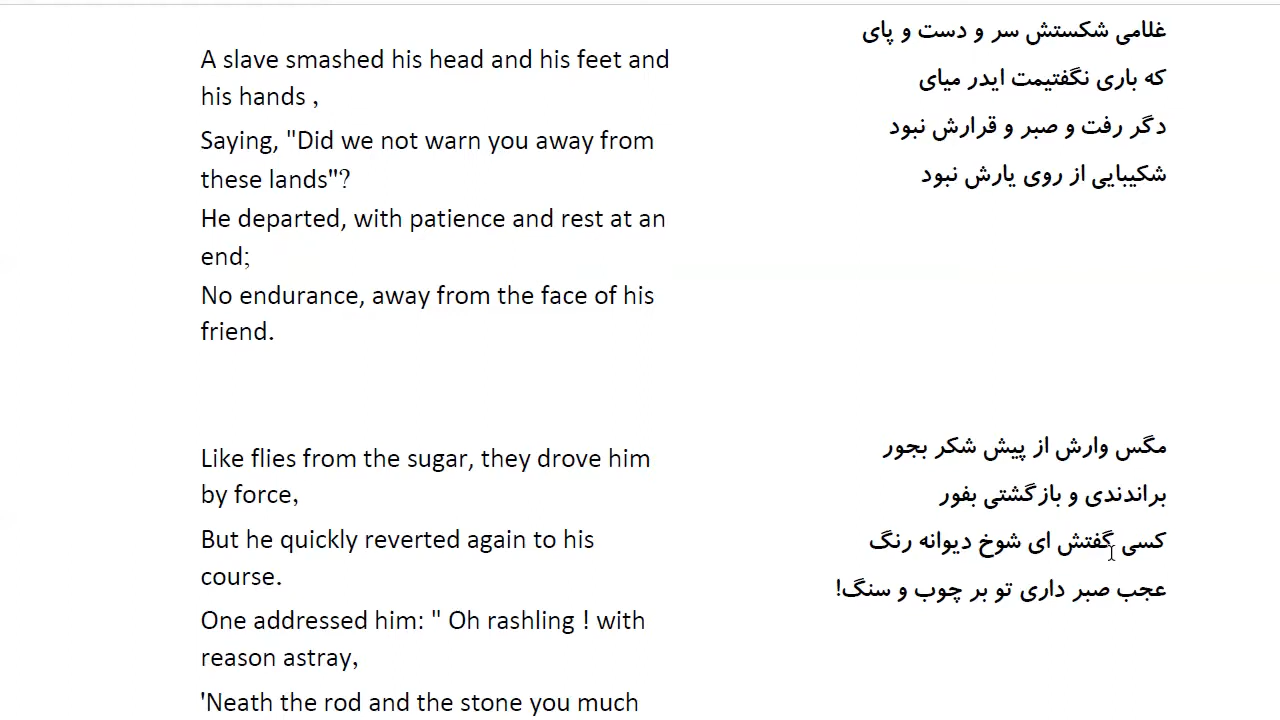 A slave smashed his head and his feet and
his hands ,
Saying, "Did we not warn you away from
these lands"?
He departed, with patience and rest at an
end;
No endurance, away from the face of his
friend.
غلامی شکستش سر و دست و پای
که باری نگفتیمت ایدر میای
دگر رفت و صبر و قرارش نبود
شکیبایی از روی یارش نبود
Like flies from the sugar, they drove him
by force,
But he quickly reverted again to his
course.
One addressed him: " Oh rashling ! with
reason astray,
'Neath the rod and the stone you much
مگس وارش از پیش شکر بجور
براندندی و بازگشتی بفور
کسی گفتش ای شوخ دیوانه رنگ
عجب صبر داری تو بر چوب و سنگ!